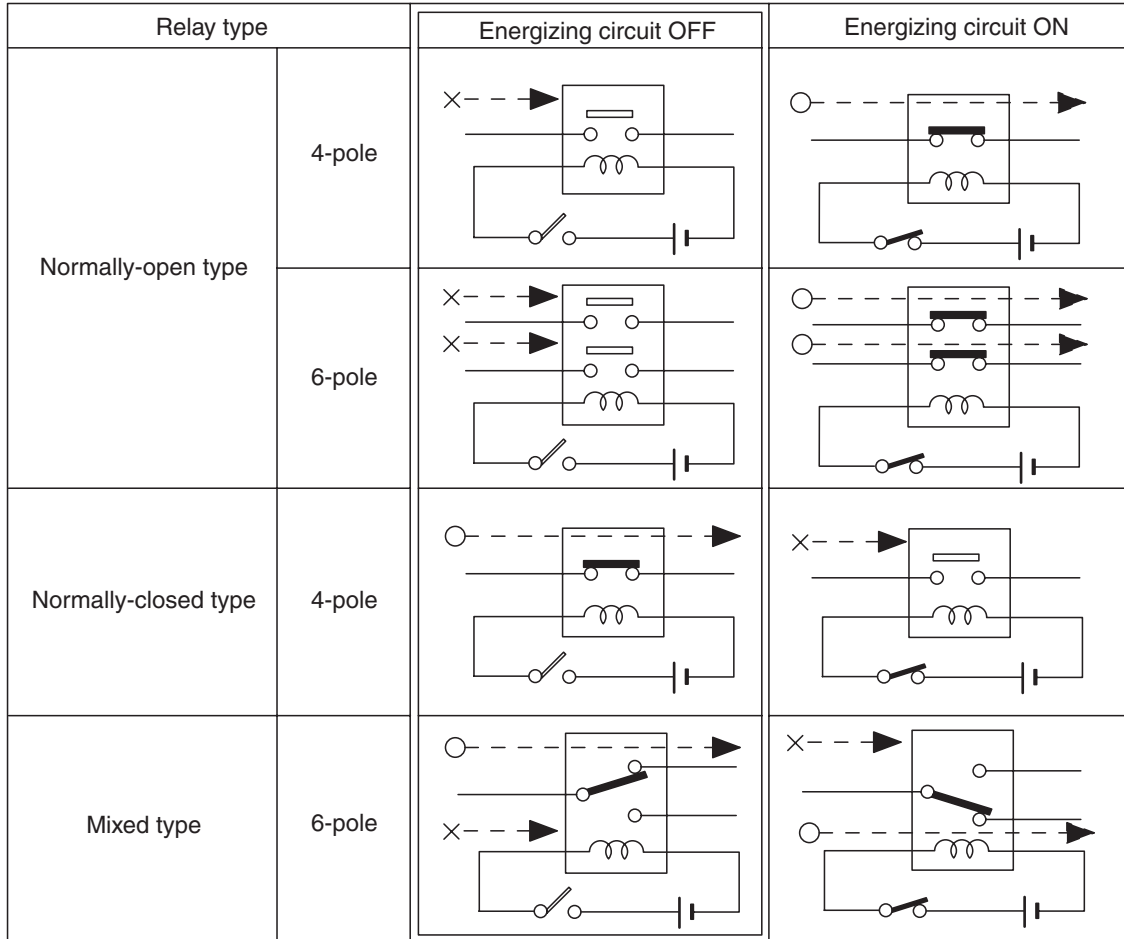 Relay type
Energizing circuit OFF
Energizing circuit ON
Normally-open type
4-pole
6-pole
Normally-closed type
4-pole
Mixed type
6-pole